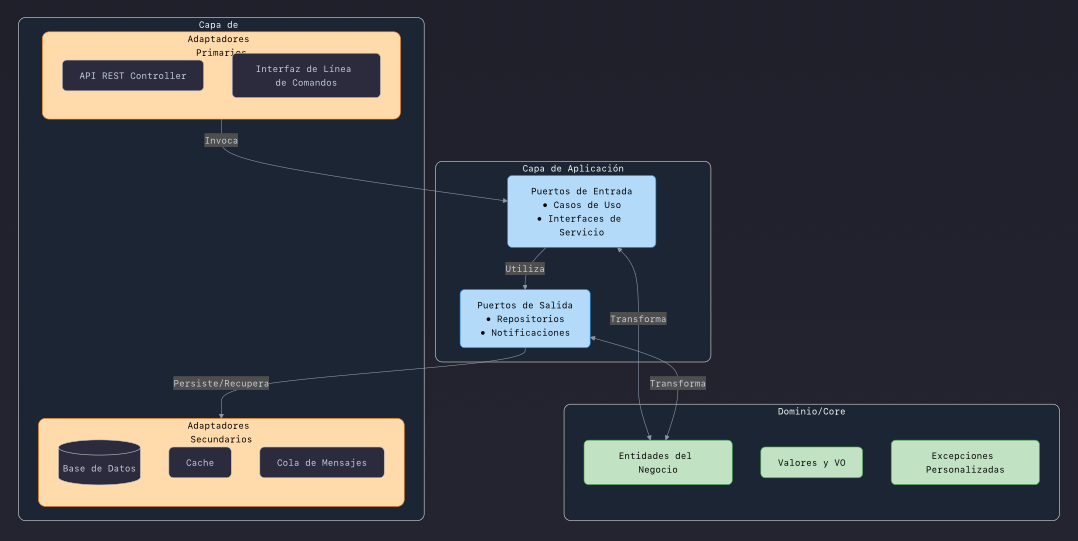 Capa de
Adaptadores
Primarios
API REST Controller
Interfaz de Línea
de Comandos
Invoca
Capa de Aplicación
Puertos de Entrada
• Casos de Uso
• Interfaces de
Servicio
Utiliza
Puertos de Salida
• Repositorios
• Notificaciones
Transforma
Transforma
Persiste/Recupera
Adaptadores
Secundarios
Base de Datos
Cache
Cola de Mensajes
Dominio/Core
Entidades del
Negocio
Valores y VO
Excepciones
Personalizadas